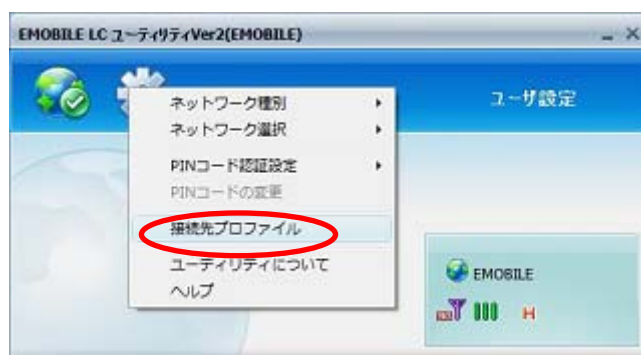 EMOBILE LC ユーティリティVer2(EMOBILE)
ユーザ設定
ネットワーク種別
ネットワーク選択
PINコード認証設定
PINコードの変更
接続先プロファイル
ユーティリティについて
ヘルプ
EMOBILE
H